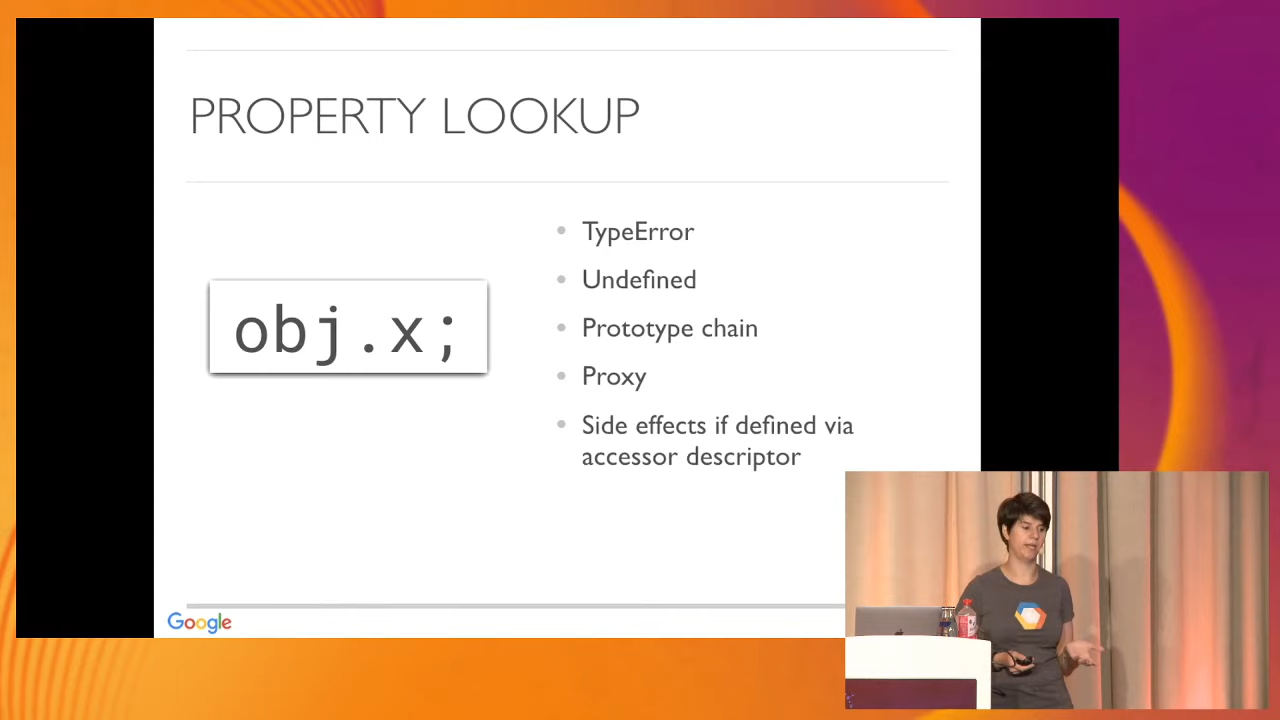 PROPERTY LOOKUP
obj.x;
TypeError
Undefined
Prototype chain
Proxy
Side effects if defined via
accessor descriptor
Google